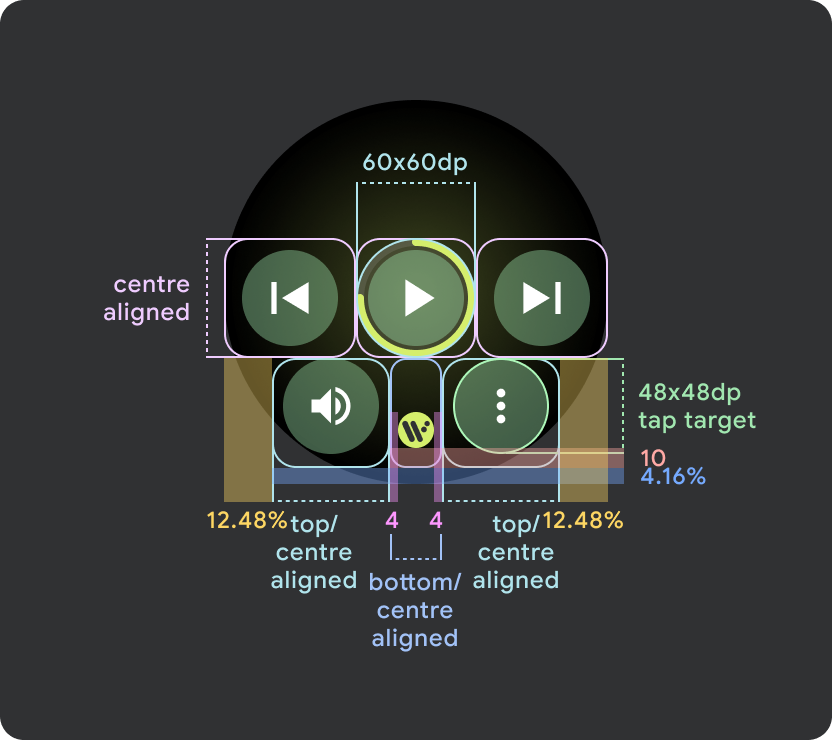 60x60dp
centre
aligned
48x48dp
tap target
10
4.16%
12.48%
top/
centre
aligned
4
4
bottom/
centre
aligned
top/
centre
aligned
12.48%